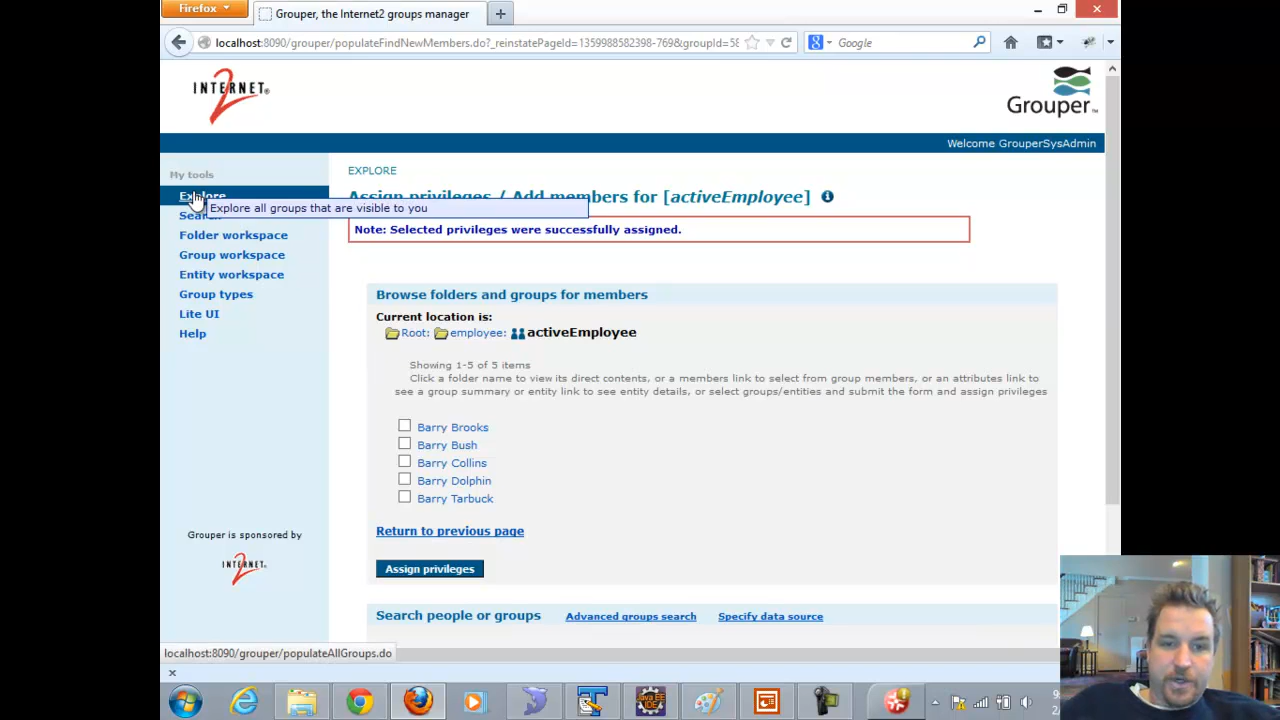 Firefox
Grouper, the Internet2 groups manager
localhost:8090/grouper/populateFindNewMembers.do?_reinstatePageId=1359988582398-769&groupId=58
Google
INTERNET
2
Grouper™
Welcome GrouperSysAdmin
My tools
Explore
Explore all groups that are visible to you
Folder workspace
Group workspace
Entity workspace
Group types
Lite UI
Help
Grouper is sponsored by
INTERNET
2
EXPLORE
Assign privileges / Add members for [activeEmployee]
Note: Selected privileges were successfully assigned.
Browse folders and groups for members
Current location is:
Root: employee: activeEmployee
Showing 1-5 of 5 items
Click a folder name to view its direct contents, or a members link to select from group members, or an attributes link to
see a group summary or entity link to see entity details, or select groups/entities and submit the form and assign privileges
Barry Brooks
Barry Bush
Barry Collins
Barry Dolphin
Barry Tarbuck
Return to previous page
Assign privileges
Search people or groups Advanced groups search Specify data source
localhost:8090/grouper/populateAllGroups.do